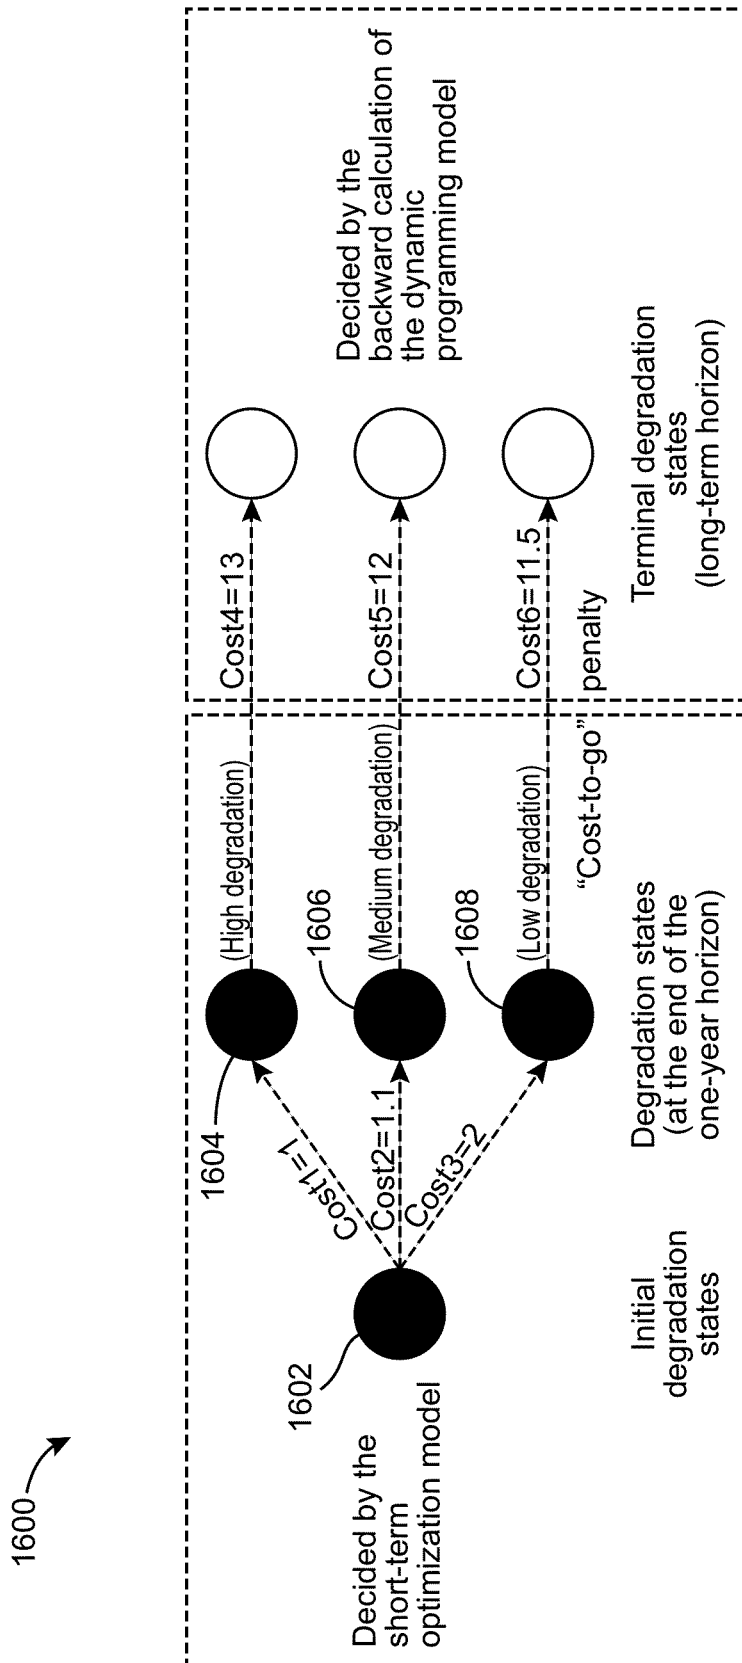 1600
Decided by the
short-term
optimization model
1602
Cost1=1
Cost2=1.1
Cost3=2
1604
1606
1608
(High degradation)
(Medium degradation)
(Low degradation)
"Cost-to-go"
penalty
Cost4=13
Cost5=12
Cost6=11.5
Decided by the
backward calculation of
the dynamic
programming model
Initial
degradation
states
Degradation states
(at the end of the
one-year horizon)
Terminal degradation
states
(long-term horizon)